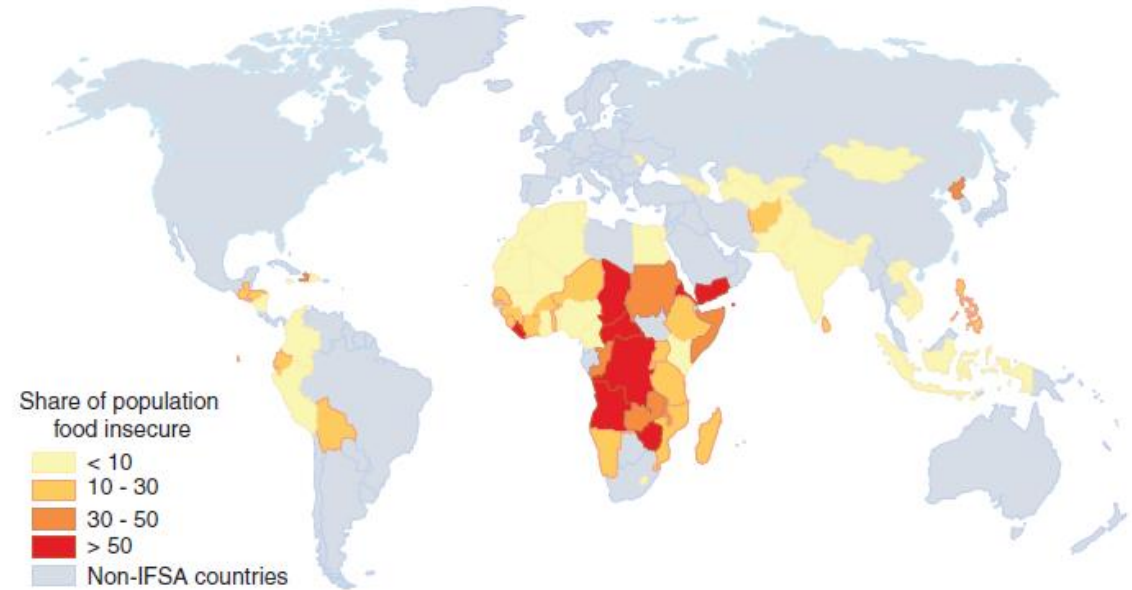 Share of population
food insecure
< 10
10 - 30
30 - 50
> 50
Non-IFSA countries